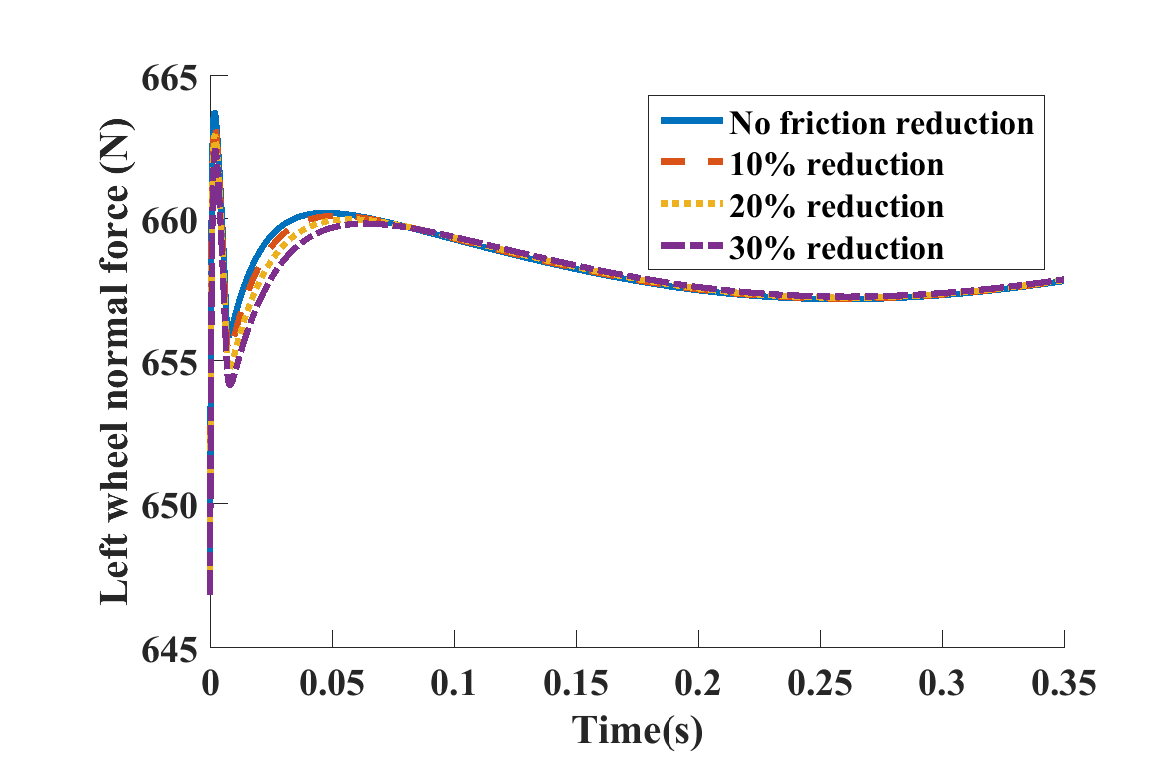 665
660
655
650
645
Left wheel normal force (N)
No friction reduction
10% reduction
20% reduction
30% reduction
0
0.05
0.1
0.15
0.2
0.25
0.3
0.35
Time(s)